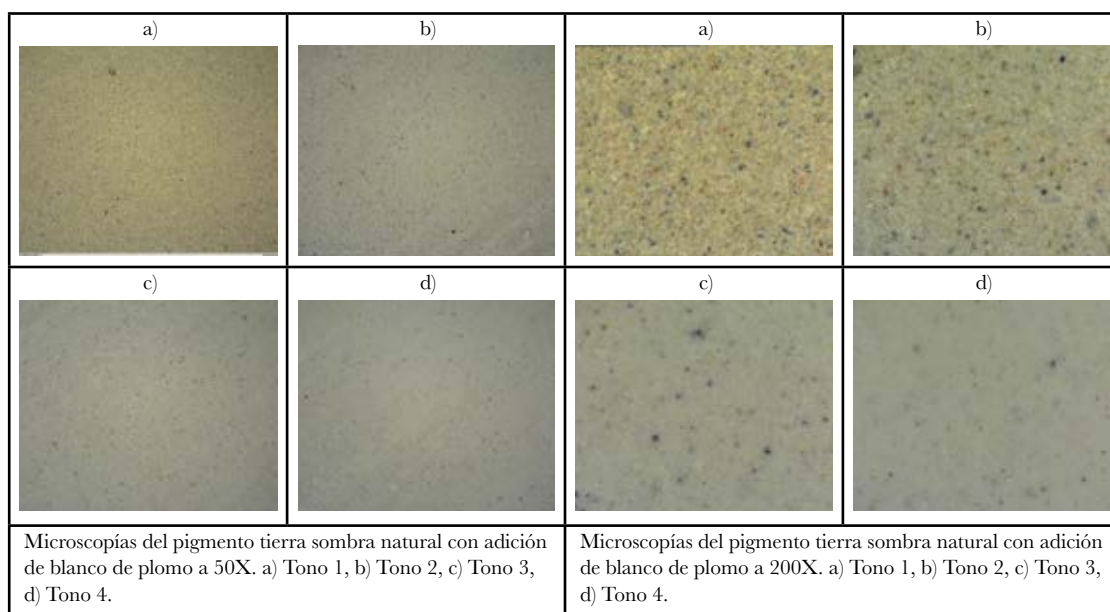 a)
b)
a)
b)
c)
d)
c)
d)
Microscopías del pigmento tierra sombra natural con adición
de blanco de plomo a 50X. a) Tono 1, b) Tono 2, c) Tono 3,
d) Tono 4.
Microscopías del pigmento tierra sombra natural con adición
de blanco de plomo a 200X. a) Tono 1, b) Tono 2, c) Tono 3,
d) Tono 4.